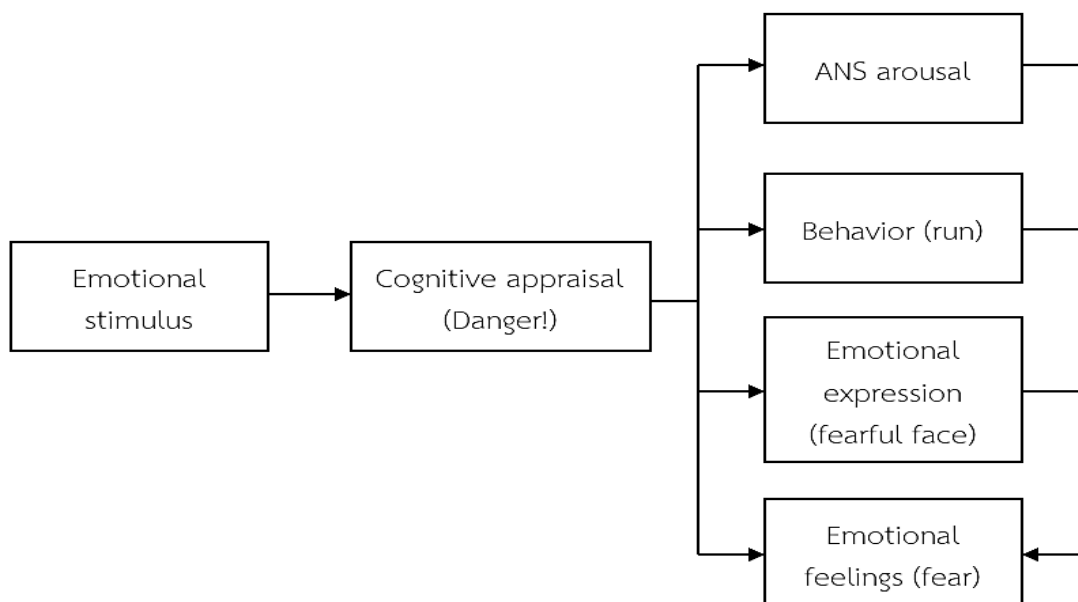 ANS arousal
Behavior (run)
Emotional
stimulus
Cognitive appraisal
(Danger!)
Emotional
expression
(fearful face)
Emotional
feelings (fear)